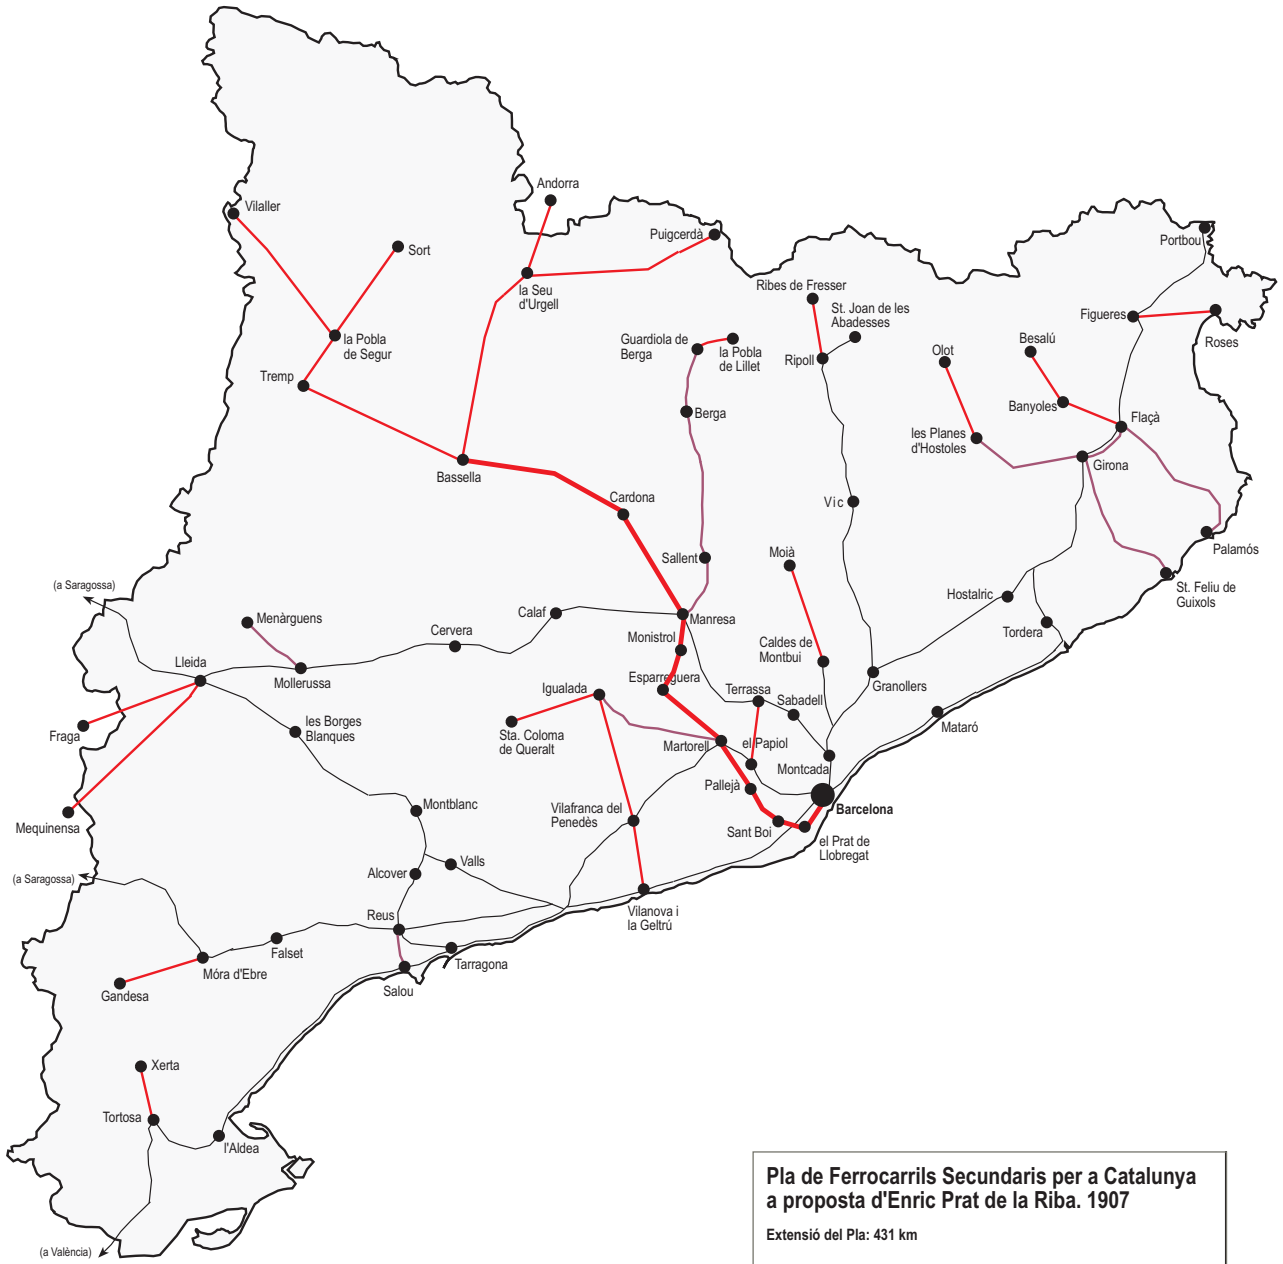 Andorra
Vilaller
Puigcerdà
Portbou
Sort
la Seu
d'Urgell
Ribes de Fresser
St. Joan de les
Abadesses
Figueres
Roses
Guardiola de
Berga
la Pobla
de Lillet
la Pobla
de Segur
Ripoll
Olot
Besalú
Tremp
Berga
Banyoles
Flaçà
les Planes
d'Hostoles
Girona
Bassella
Cardona
Vic
Palamós
Sallent
Moià
(a Saragossa)
St. Feliu de
Guixols
Hostalric
Menàrguens
Calaf
Manresa
Cervera
Monistrol
Caldes de
Montbui
Tordera
Lleida
Mollerussa
Esparreguera
Igualada
Terrassa
Sabadell
Granollers
Fraga
les Borges
Blanques
Sta. Coloma
de Queralt
Martorell
el Papiol
Montcada
Mataró
Pallejà
Mequinensa
Montblanc
Vilafranca del
Penedès
Barcelona
Sant Boi
el Prat de
Llobregat
(a Saragossa)
Alcover
Valls
Reus
Vilanova i
la Geltrú
Falset
Móra d'Ebre
Tarragona
Gandesa
Salou
Xerta
Tortosa
l'Aldea
(a València)
Pla de Ferrocarrils Secundaris per a Catalunya
a proposta d'Enric Prat de la Riba. 1907
Extensió del Pla: 431 km